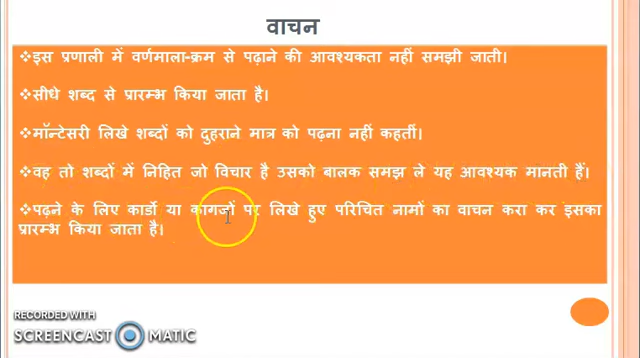 वाचन
❖इस प्रणाली में वर्णमाला-क्रम से पढ़ाने की आवश्यकता नहीं समझी जाती।
❖सीधे शब्द से प्रारम्भ किया जाता है।
❖मॉन्टेसरी लिखे शब्दों को दुहराने मात्र को पढ़ना नहीं कहतीं।
❖वह तो शब्दों में निहित जो विचार है उसको बालक समझ ले यह आवश्यक मानती हैं।
❖पढ़ने के लिए कार्डो या कागजों पर लिखे हुए परिचित नामों का वाचन करा कर इसका
प्रारम्भ किया जाता है।
RECORDED WITH
SCREENCAST MATIC